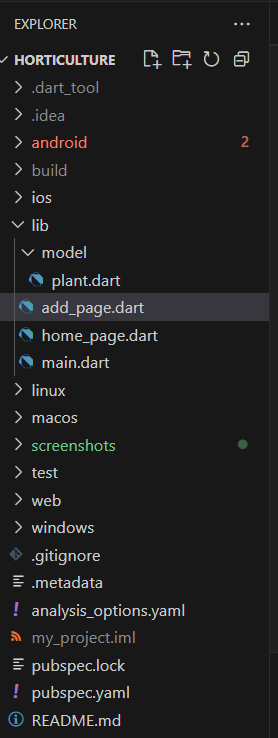 EXPLORER ...
HORTICULTURE
.dart_tool
.idea
android 2
build
ios
lib
model
plant.dart
add_page.dart
home_page.dart
main.dart
linux
macos
screenshots
test
web
windows
.gitignore
.metadata
! analysis_options.yaml
my_project.iml
pubspec.lock
! pubspec.yaml
README.md